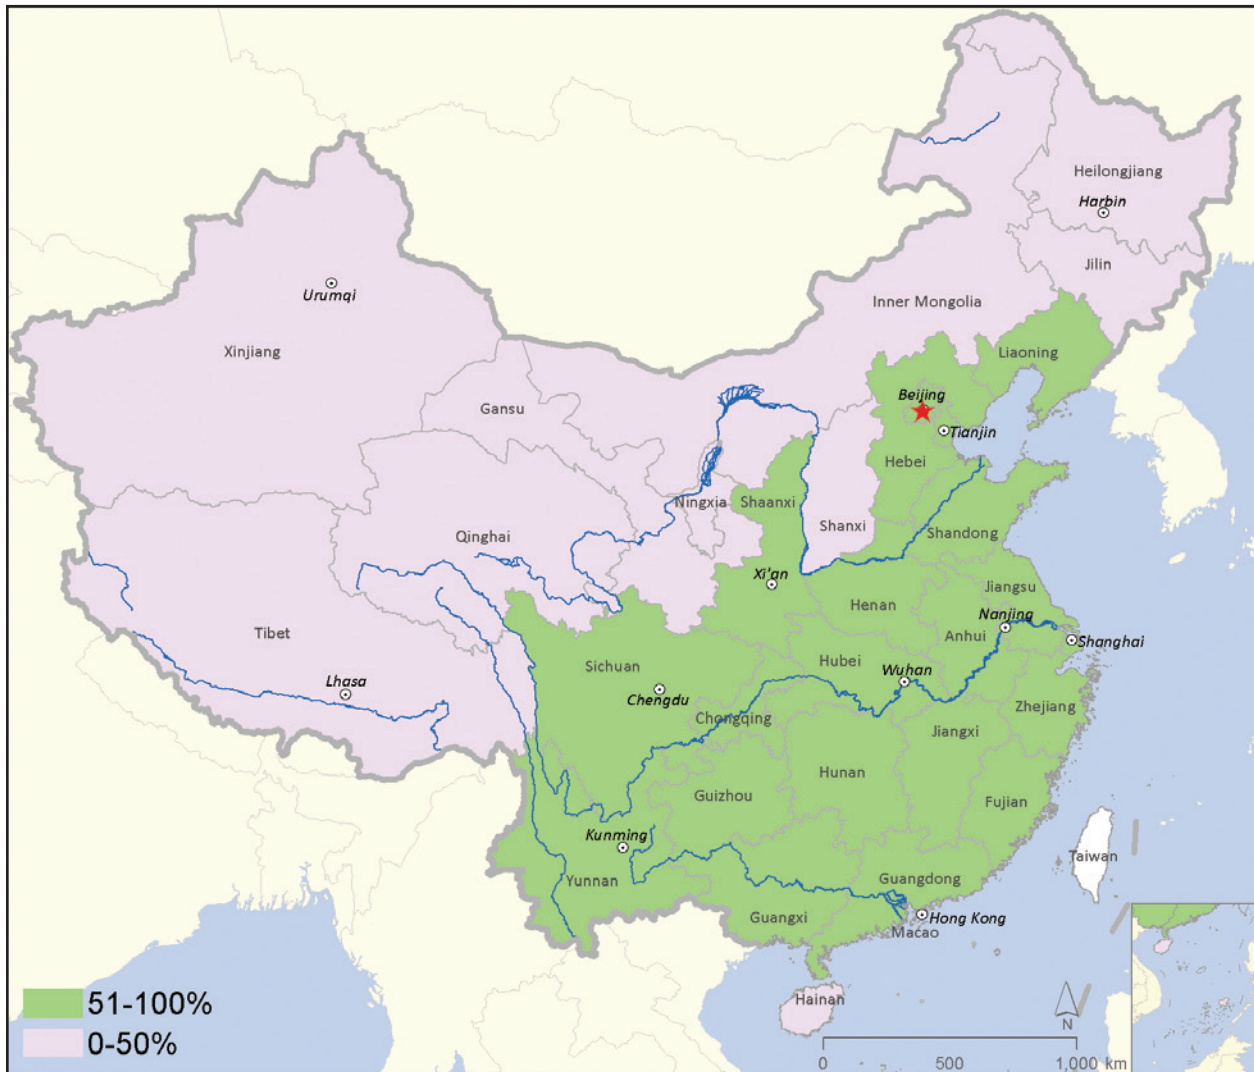 Heilongjiang
Harbin
Jilin
Urumqi
Inner Mongolia
Xinjiang
Liaoning
Beijing
Gansu
Tianjin
Hebei
Ningxia
Shaanxi
Shanxi
Shandong
Qinghai
Xi'an
Jiangsu
Henan
Nanjing
Tibet
Anhui
Shanghai
Hubei
Sichuan
Wuhan
Lhasa
Chengdu
Zhejiang
Chongqing
Jiangxi
Hunan
Guizhou
Fujian
Kunming
Taiwan
Yunnan
Guangdong
Guangxi
Hong Kong
Macao
Hainan
51-100%
0-50%
N
0 500 1,000 km